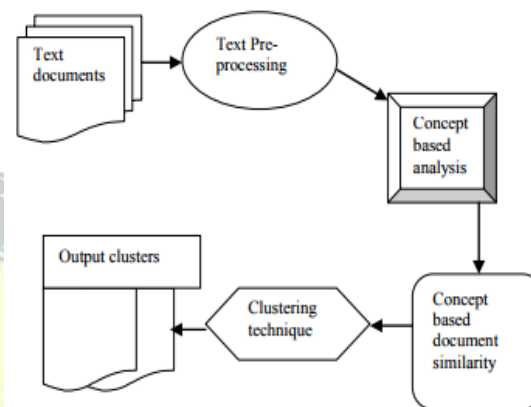 Text
documents
Text Pre-
processing
Concept
based
analysis
Output clusters
Clustering
technique
Concept
based
document
similarity